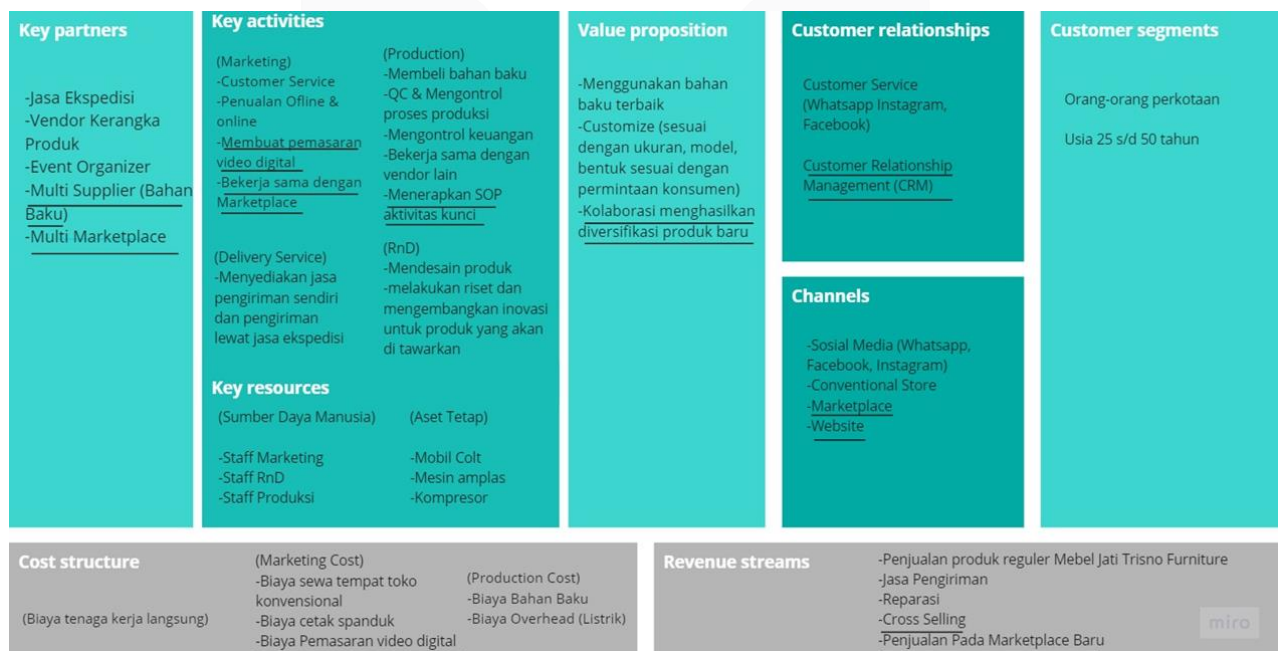 Key partners
-Jasa Ekspedisi
-Vendor Kerangka
Produk
-Event Organizer
-Multi Supplier (Bahan
Baku)
-Multi Marketplace
Key activities
(Marketing)
-Customer Service
-Penualan Ofline &
online
-Membuat pemasaran
video digital
-Bekerja sama dengan
Marketplace
(Production)
-Membeli bahan baku
-QC & Mengontrol
proses produksi
-Mengontrol keuangan
-Bekerja sama dengan
vendor lain
-Menerapkan SOP
aktivitas kunci
(Delivery Service)
-Menyediakan jasa
pengiriman sendiri
dan pengiriman
lewat jasa ekspedisi
(RnD)
-Mendesain produk
-melakukan riset dan
mengembangkan inovasi
untuk produk yang akan
di tawarkan
Key resources
(Sumber Daya Manusia)
-Staff Marketing
-Staff RnD
-Staff Produksi
(Aset Tetap)
-Mobil Colt
-Mesin amplas
-Kompresor
Value proposition
-Menggunakan bahan
baku terbaik
-Customize (sesuai
dengan ukuran, model,
bentuk sesuai dengan
permintaan konsumen)
-Kolaborasi menghasilkan
diversifikasi produk baru
Customer relationships
Customer Service
(Whatsapp Instagram,
Facebook)
Customer Relationship
Management (CRM)
Channels
-Sosial Media (Whatsapp,
Facebook, Instagram)
-Conventional Store
-Marketplace
-Website
Customer segments
Orang-orang perkotaan
Usia 25 s/d 50 tahun
Cost structure
(Biaya tenaga kerja langsung)
(Marketing Cost)
-Biaya sewa tempat toko
konvensional
-Biaya cetak spanduk
-Biaya Pemasaran video digital
(Production Cost)
-Biaya Bahan Baku
-Biaya Overhead (Listrik)
Revenue streams
-Penjualan produk reguler Mebel Jati Trisno Furniture
-Jasa Pengiriman
-Reparasi
-Cross Selling
-Penjualan Pada Marketplace Baru
miro